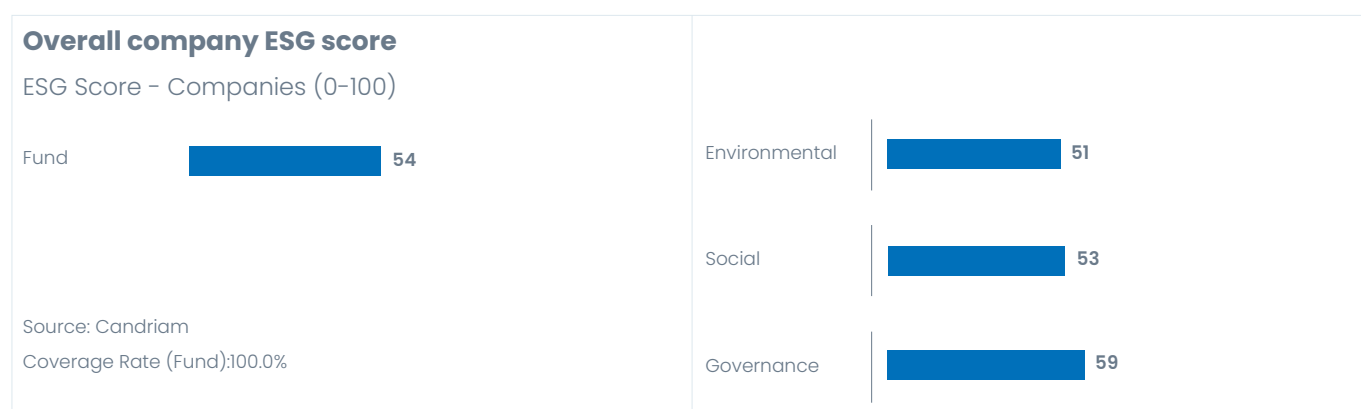 Overall company ESG score
ESG Score - Companies (0-100)
Fund 54
Source: Candriam
Coverage Rate (Fund):100.0%
Environmental 51
Social 53
Governance 59